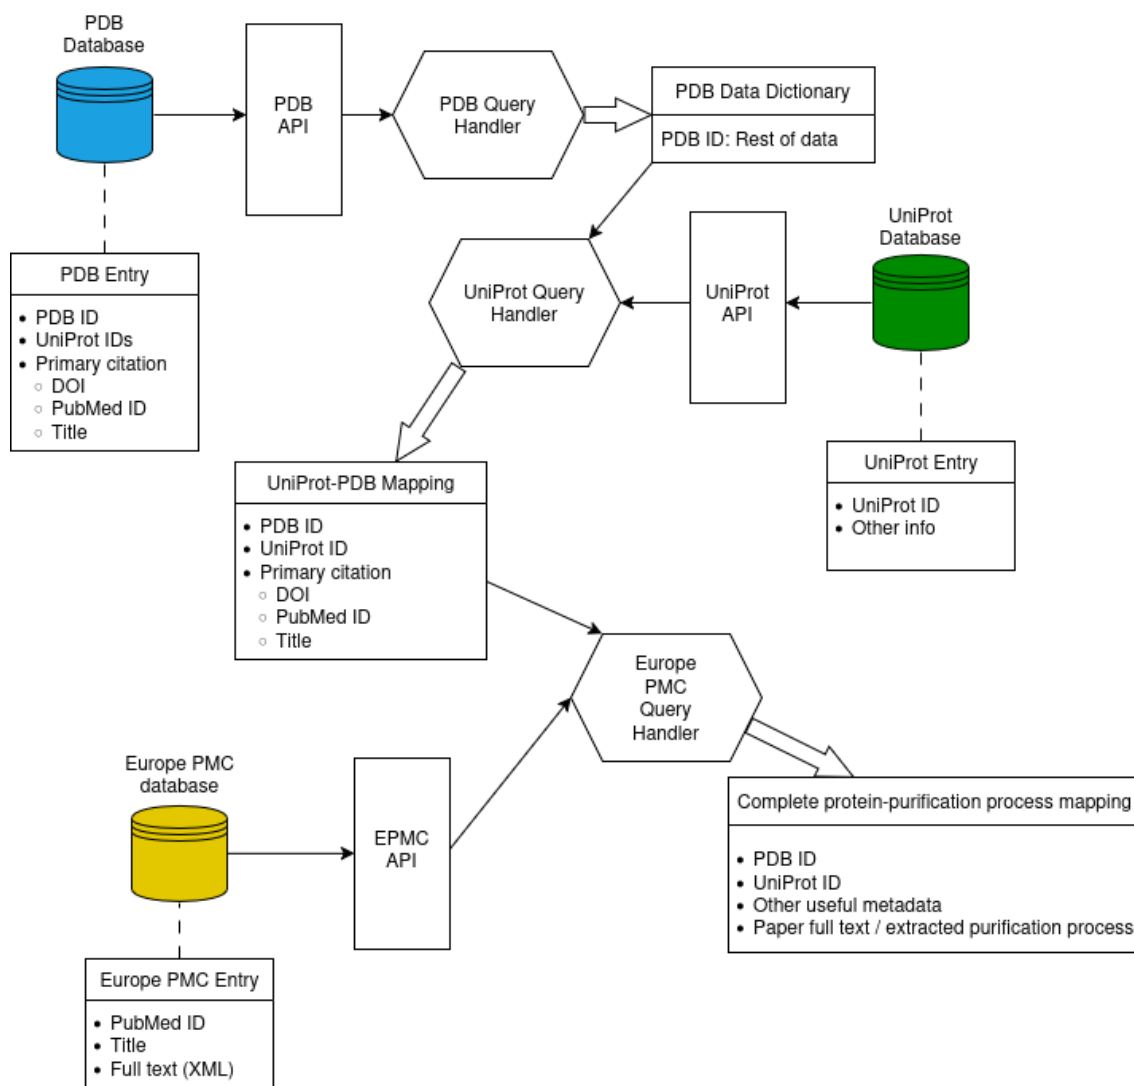 PDB
Database
PDB
API
PDB Query
Handler
PDB Data Dictionary
PDB ID: Rest of data
UniProt
Database
UniProt
API
UniProt Query
Handler
PDB Entry
• PDB ID
• UniProt IDs
• Primary citation
○ DOI
○ PubMed ID
○ Title
UniProt Entry
• UniProt ID
• Other info
UniProt-PDB Mapping
• PDB ID
• UniProt ID
• Primary citation
○ DOI
○ PubMed ID
○ Title
Europe
PMC
Query
Handler
Europe PMC
database
EPMC
API
Complete protein-purification process mapping
• PDB ID
• UniProt ID
• Other useful metadata
• Paper full text / extracted purification process
Europe PMC Entry
• PubMed ID
• Title
• Full text (XML)